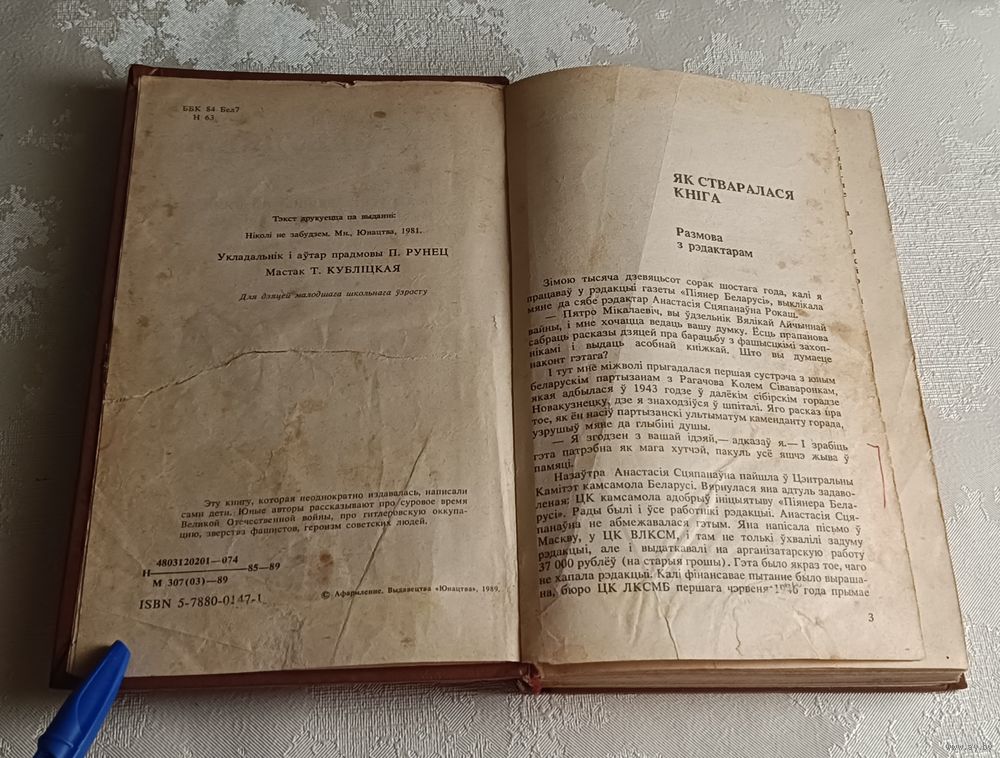 ББК 84 Бел7
Н 63
Тэкст друкуецца па выданні:
Ніколі не забудзем. Мн., Юнацтва, 1981.
Укладальнік і аўтар прадмовы П. РУНЕЦ
Мастак Т. КУБЛІЦКАЯ
Для дзяцей малодшага школьнага ўзросту
Эту книгу, которая неоднократно издавалась, написали
сами дети. Юные авторы рассказывают про суровое время
Великой Отечественной войны, про гитлеровскую оккупа-
цию, зверства фашистов, героизм советских людей.
4803120201—074
Н 85—89
М 307(03)—89
ISBN 5-7880-0147-1
© Афармленне. Выдавецтва «Юнацтва», 1989.
ЯК СТВАРАЛАСЯ
КНІГА
Размова
з рэдактарам
Зімою тысяча дзевяцьсот сорак шостага года, калі я
працаваў у рэдакцыі газеты «Піянер Беларусі», выклікала
мяне да сябе рэдактар Анастасія Сцяпанаўна Рокаш.
— Пятро Мікалаевіч, вы ўдзельнік Вялікай Айчыннай
вайны, і мне хочацца ведаць вашу думку. Ёсць прапанова
сабраць расказы дзяцей пра барацьбу з фашысцкімі захоп-
нікамі і выдаць асобнай кніжкай. Што вы думаеце
наконт гэтага?
І тут мне міжволі прыгадалася першая сустрэча з юным
беларускім партызанам з Рагачова Колем Сіваваронкам,
якая адбылася ў 1943 годзе ў далёкім сібірскім горадзе
Новакузнецку, дзе я знаходзіўся ў шпіталі. Яго расказ пра
тое, як ён насіў партызанскі ультыматум каменданту горада,
узрушыў мяне да глыбіні душы.
— Я згодзен з вашай ідэяй,— адказаў я.— І зрабіць
гэта патрэбна як мага хутчэй, пакуль усё яшчэ жыва ў
памяці.
Назаўтра Анастасія Сцяпанаўна пайшла ў Цэнтральны
Камітэт камсамола Беларусі. Вярнулася яна адтуль задаво-
леная: ЦК камсамола адобрыў ініцыятыву «Піянера Бела-
русі». Рады былі і ўсе работнікі рэдакцыі. Анастасія Сця-
панаўна не абмежавалася гэтым. Яна напісала пісьмо ў
Маскву, у ЦК ВЛКСМ, і там не толькі ўхвалілі задуму
рэдакцыі, але і выдаткавалі на арганізатарскую работу
37 000 рублёў (на старыя грошы). Гэта было якраз тое, чаго
не хапала рэдакцыі. Калі фінансавае пытанне было выраша-
на, бюро ЦК ЛКСМБ першага чэрвеня 1946 года прымае
3
www.ay.by